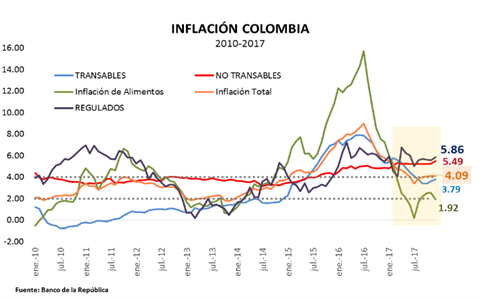 INFLACIÓN COLOMBIA
2010-2017
TRANSABLES
NO TRANSABLES
Inflación de Alimentos
Inflación Total
REGULADOS
16.00
14.00
12.00
10.00
8.00
6.00
4.00
2.00
0.00
-2.00
5.86
5.49
4.09
3.79
1.92
ene.-10
jul.-10
ene.-11
jul.-11
ene.-12
jul.-12
ene.-13
jul.-13
ene.-14
jul.-14
ene.-15
jul.-15
ene.-16
jul.-16
ene.-17
jul.-17
Fuente: Banco de la República